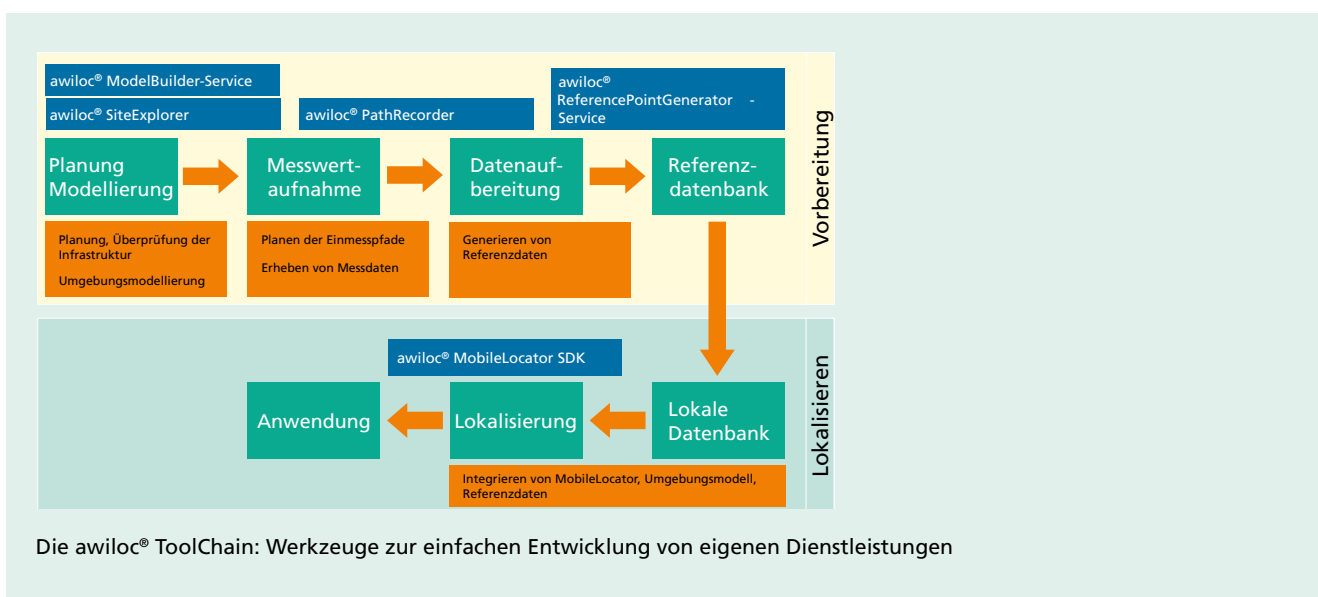 awiloc® ModelBuilder-Service
awiloc® SiteExplorer
awiloc® PathRecorder
awiloc®
ReferencePointGenerator -
Service
Planung
Modellierung
Messwert-
aufnahme
Datenauf-
bereitung
Referenz-
datenbank
Planung, Überprüfung der
Infrastruktur
Umgebungsmodellierung
Planen der Einmesspfade
Erheben von Messdaten
Generieren von
Referenzdaten
Vorbereitung
awiloc® MobileLocator SDK
Anwendung
Lokalisierung
Lokale
Datenbank
Integrieren von MobileLocator, Umgebungsmodell,
Referenzdaten
Lokalisieren
Die awiloc® ToolChain: Werkzeuge zur einfachen Entwicklung von eigenen Dienstleistungen